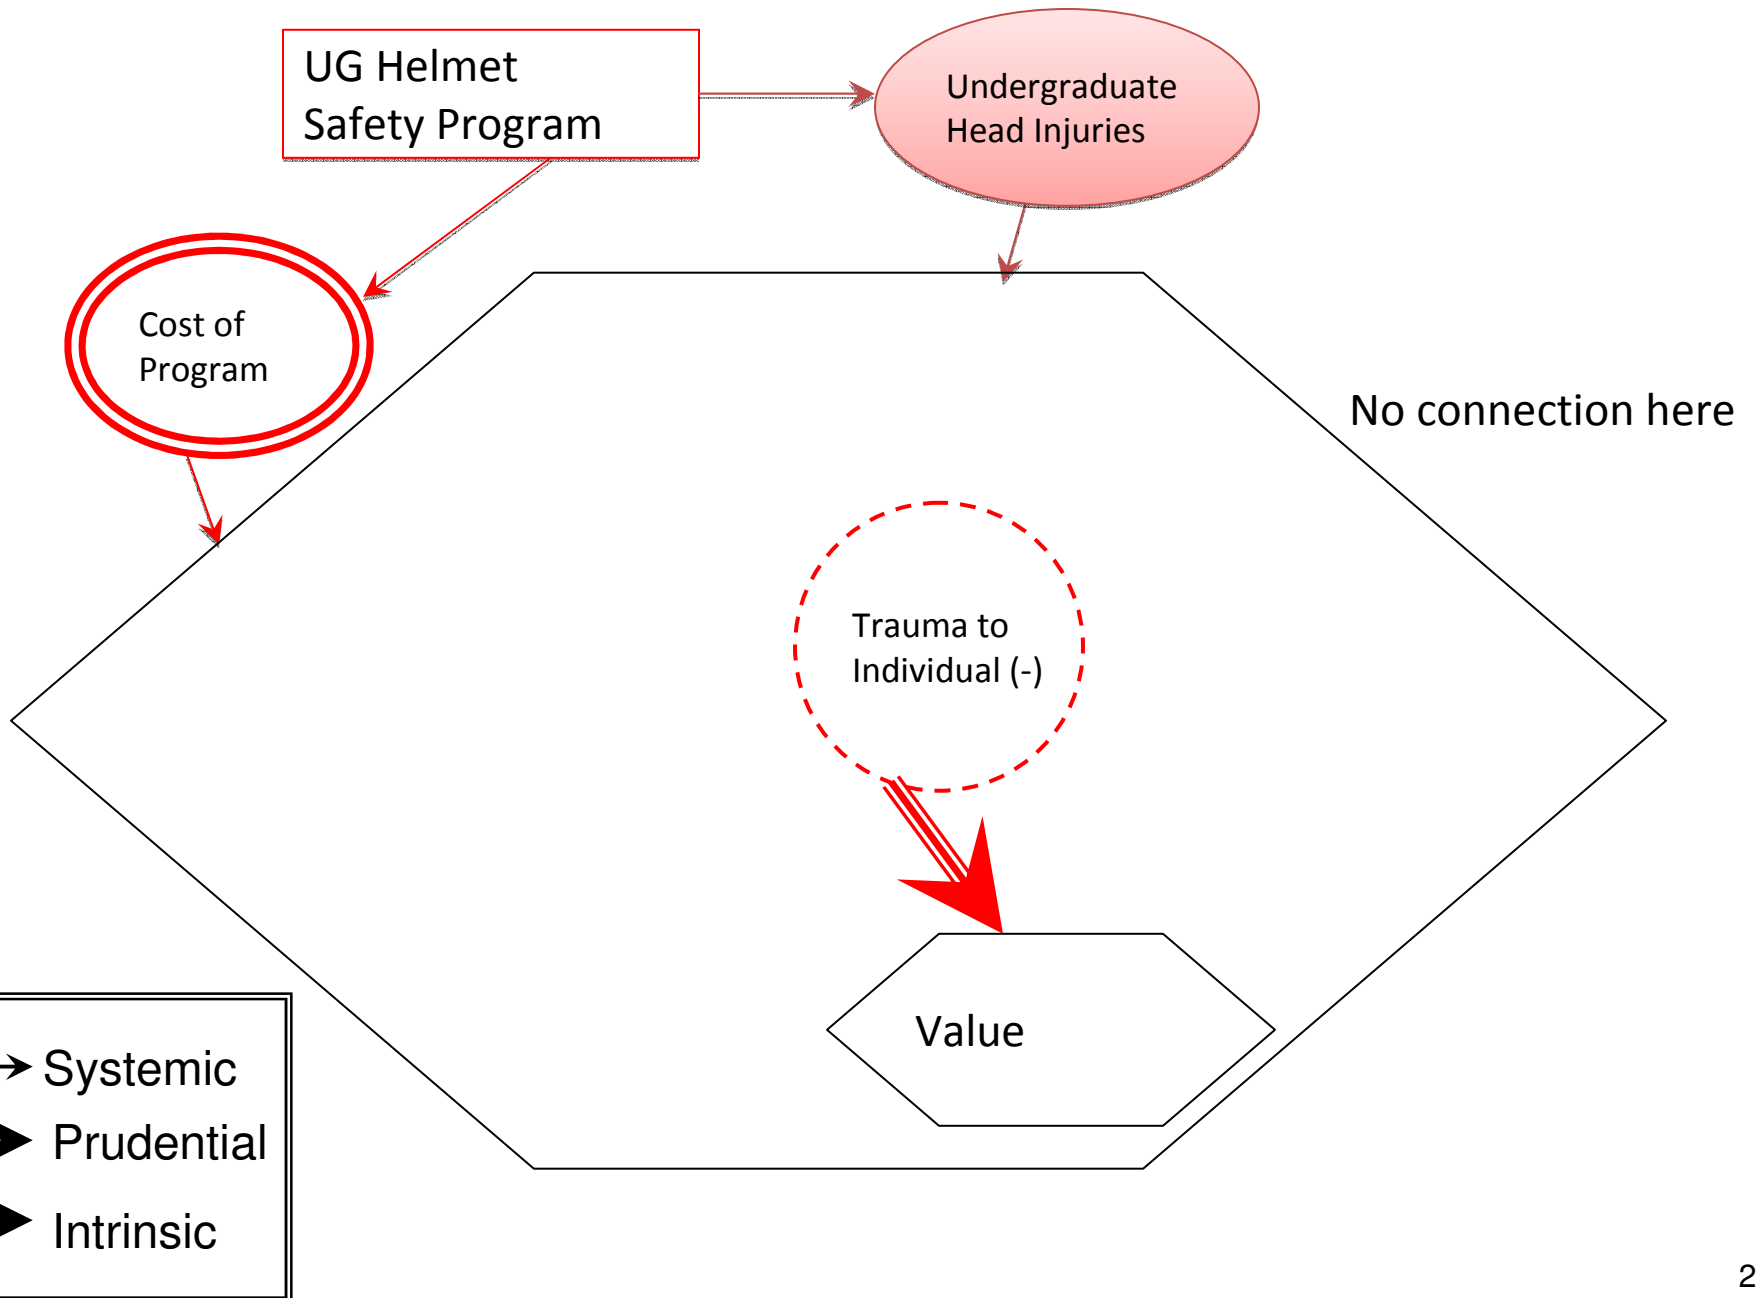 UG Helmet
Safety Program
Undergraduate
Head Injuries
Cost of
Program
No connection here
Trauma to
Individual (-)
Value
Systemic
Prudential
Intrinsic
2